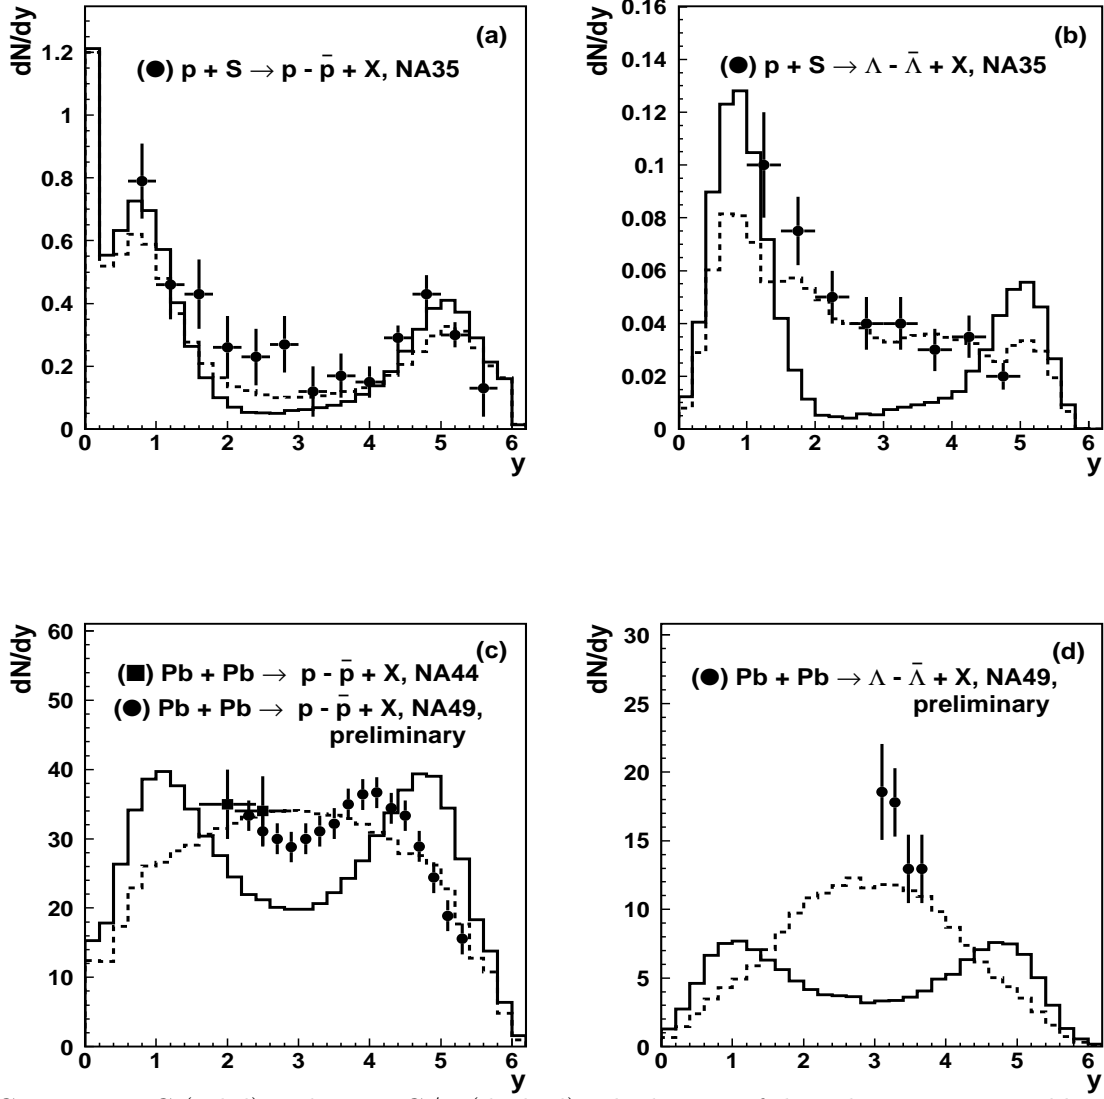 dN/dy
(a)
(●) p + S → p - p̄ + X, NA35
1.2
1
0.8
0.6
0.4
0.2
0
0 1 2 3 4 5 6
y
dN/dy
(b)
(●) p + S → Λ - Λ̄ + X, NA35
0.16
0.14
0.12
0.1
0.08
0.06
0.04
0.02
0
0 1 2 3 4 5 6
y
dN/dy
(c)
(■) Pb + Pb → p - p̄ + X, NA44
(●) Pb + Pb → p - p̄ + X, NA49,
preliminary
60
50
40
30
20
10
0
0 1 2 3 4 5 6
y
dN/dy
(d)
(●) Pb + Pb → Λ - Λ̄ + X, NA49,
preliminary
30
25
20
15
10
5
0
0 1 2 3 4 5 6
y